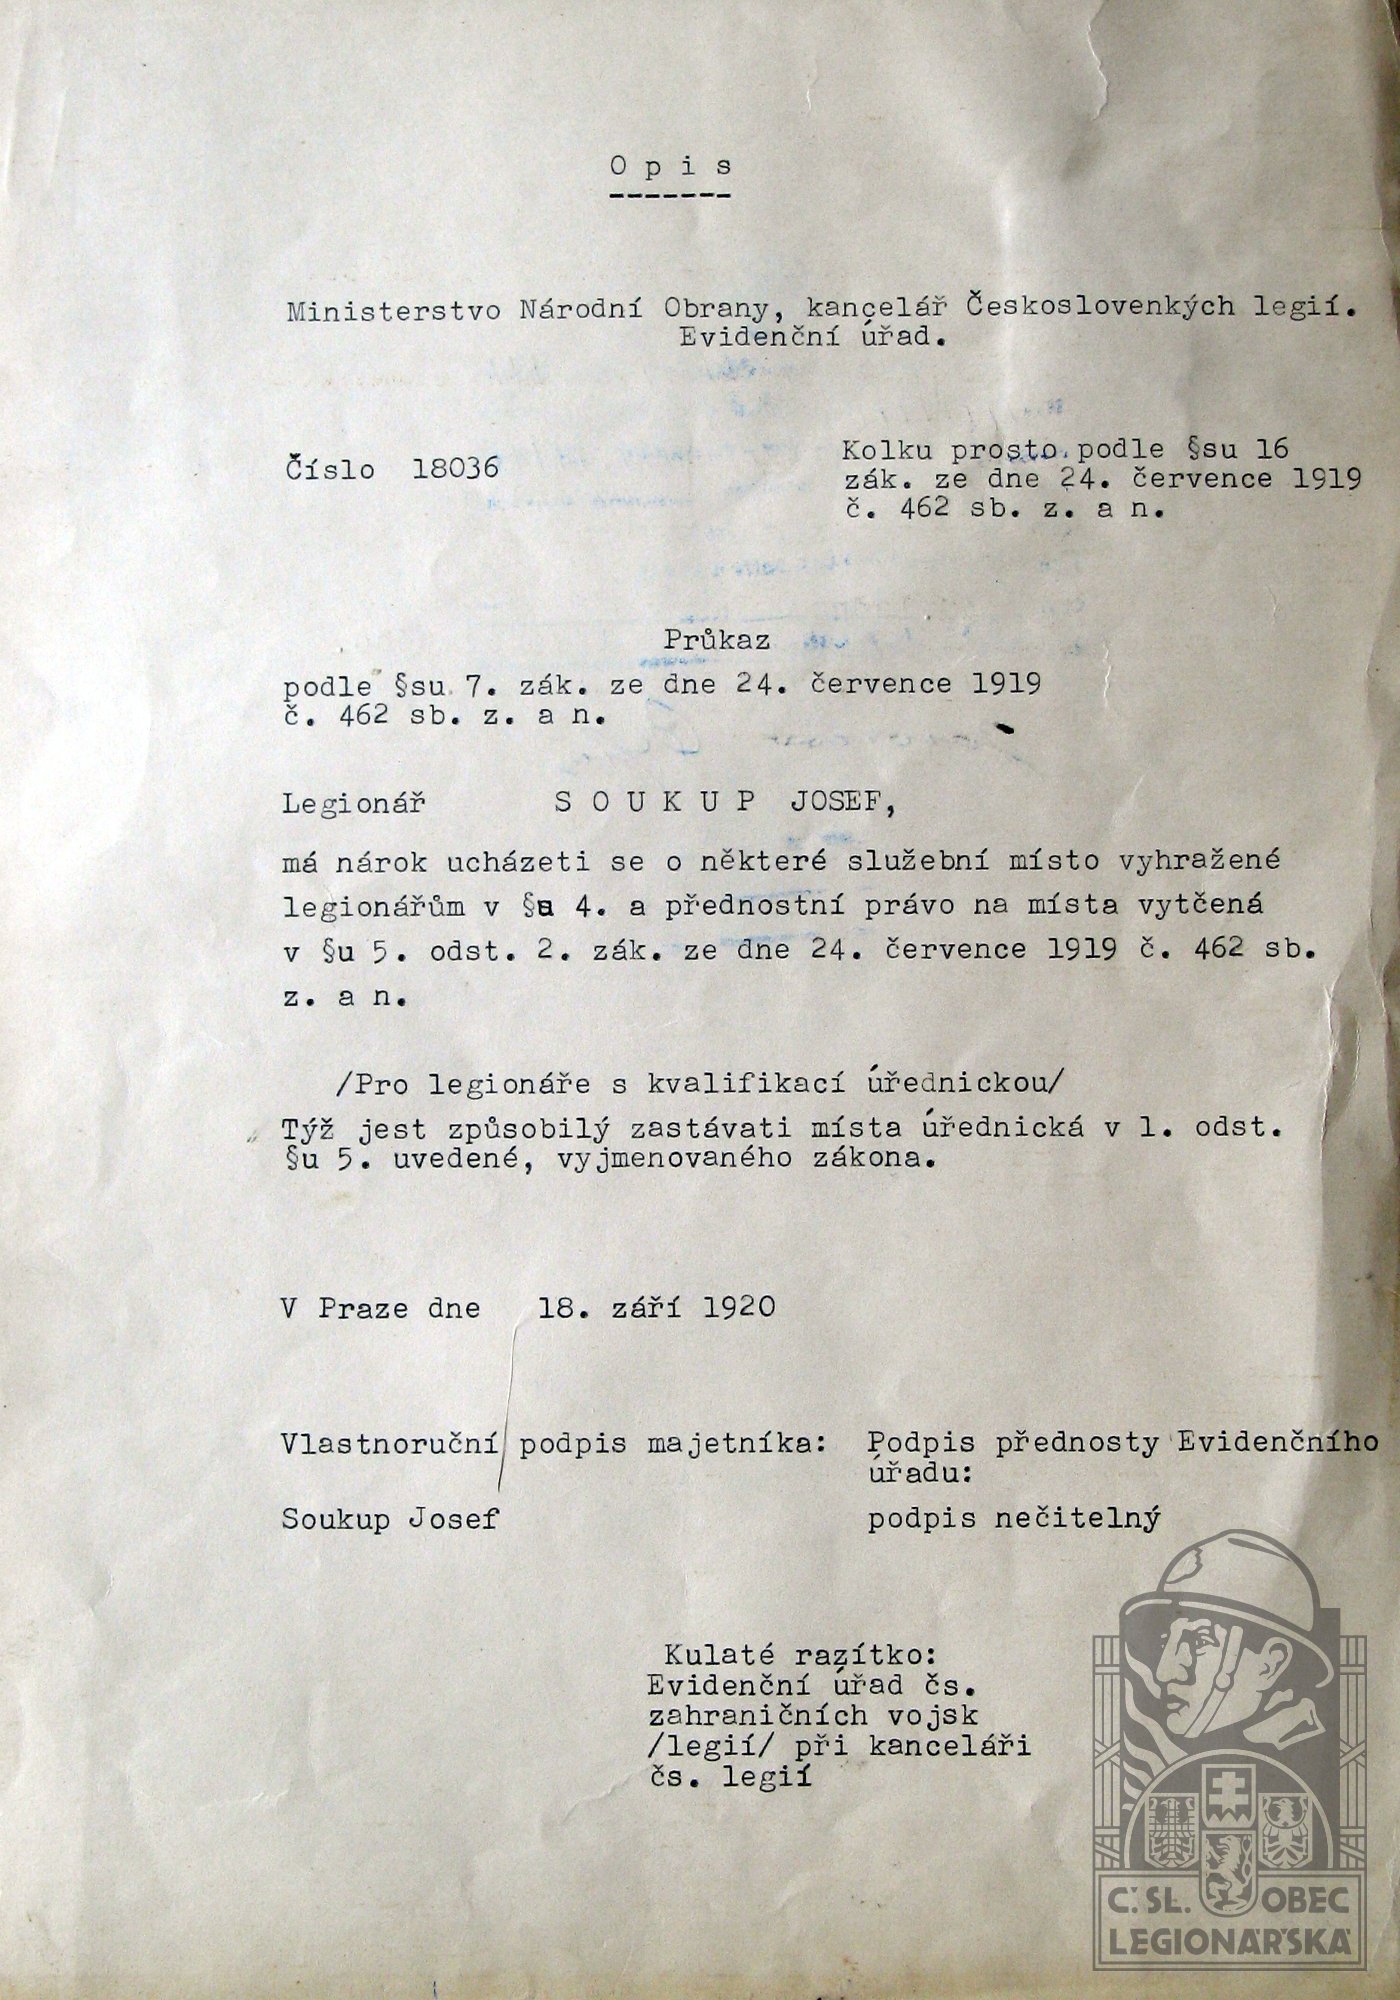 O p i s
-------
Ministerstvo Národní Obrany, kancelář Československých legií.
Evidenční úřad.
Číslo 18036
Kolku prosto podle §su 16
zák. ze dne 24. července 1919
č. 462 sb. z. a n.
Průkaz
podle §su 7. zák. ze dne 24. července 1919
č. 462 sb. z. a n.
Legionář S O U K U P JOSEF,
má nárok ucházeti se o některé služební místo vyhražené
legionářům v §u 4. a přednostní právo na místa vytčená
v §u 5. odst. 2. zák. ze dne 24. července 1919 č. 462 sb.
z. a n.
/Pro legionáře s kvalifikací úřednickou/
Týž jest způsobilý zastávati místa úřednická v 1. odst.
§u 5. uvedené, vyjmenovaného zákona.
V Praze dne 18. září 1920
Vlastnoruční podpis majetníka:
Soukup Josef
Podpis přednosty Evidenčního
úřadu:
podpis nečitelný
Kulaté razítko:
Evidenční úřad čs.
zahraničních vojsk
/legií/ při kanceláři
čs. legií
Č. SL. OBEC
LEGIONÁŘSKÁ